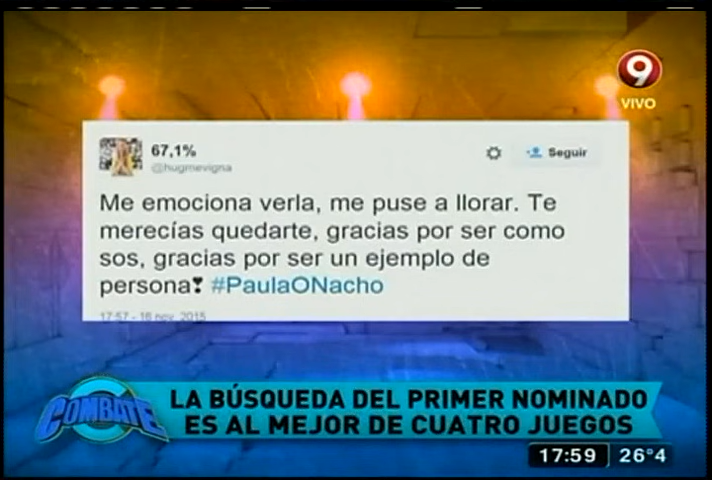 9
VIVO
67,1%
@hugmevigna
Seguir
Me emociona verla, me puse a llorar. Te
merecías quedarte, gracias por ser como
sos, gracias por ser un ejemplo de
persona❣ #PaulaONacho
17:57 - 16 nov. 2015
COMBATE
LA BÚSQUEDA DEL PRIMER NOMINADO
ES AL MEJOR DE CUATRO JUEGOS
17:59 26°4